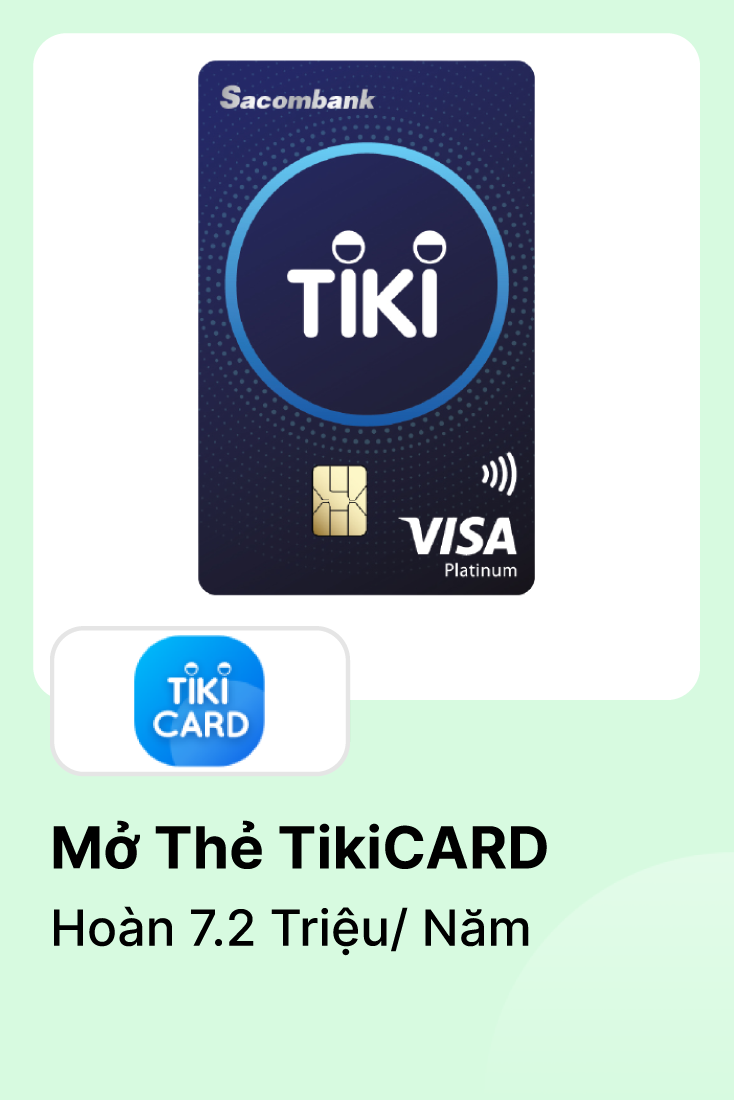 Sacombank
TiKi
VISA
Platinum
TiKi
CARD
Mở Thẻ TikiCARD
Hoàn 7.2 Triệu/ Năm